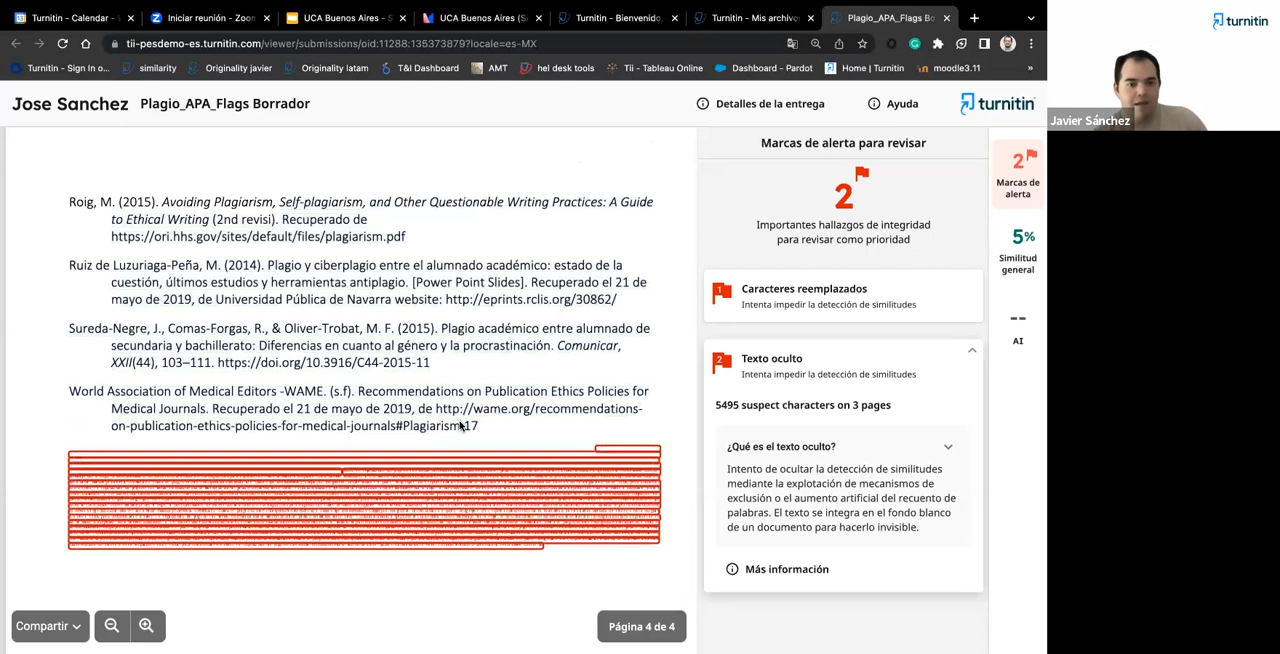 Turnitin - Calendar -
Iniciar reunión - Zoo
UCA Buenos Aires - S
UCA Buenos Aires (Si
Turnitin - Bienvenido,
Turnitin - Mis archivo
Plagio_APA_Flags Bo
tii-pesdemo-es.turnitin.com/viewer/submissions/oid:11288:135373879?locale=es-MX
Turnitin - Sign In o...
similarity
Originality javier
Originality latam
T&I Dashboard
AMT
hel desk tools
Tii - Tableau Online
Dashboard - Pardot
Home | Turnitin
moodle3.11
»
turnitin
Javier Sánchez
Jose Sanchez
Plagio_APA_Flags Borrador
Detalles de la entrega
Ayuda
turnitin
Roig, M. (2015). Avoiding Plagiarism, Self-plagiarism, and Other Questionable Writing Practices: A Guide
to Ethical Writing (2nd revisi). Recuperado de
https://ori.hhs.gov/sites/default/files/plagiarism.pdf
Ruiz de Luzuriaga-Peña, M. (2014). Plagio y ciberplagio entre el alumnado académico: estado de la
cuestión, últimos estudios y herramientas antiplagio. [Power Point Slides]. Recuperado el 21 de
mayo de 2019, de Universidad Pública de Navarra website: http://eprints.rclis.org/30862/
Sureda-Negre, J., Comas-Forgas, R., & Oliver-Trobat, M. F. (2015). Plagio académico entre alumnado de
secundaria y bachillerato: Diferencias en cuanto al género y la procrastinación. Comunicar,
XXII(44), 103–111. https://doi.org/10.3916/C44-2015-11
World Association of Medical Editors -WAME. (s.f). Recommendations on Publication Ethics Policies for
Medical Journals. Recuperado el 21 de mayo de 2019, de http://wame.org/recommendations-
on-publication-ethics-policies-for-medical-journals#Plagiarism 17
Compartir
Página 4 de 4
Marcas de alerta para revisar
2
Importantes hallazgos de integridad
para revisar como prioridad
1
Caracteres reemplazados
Intenta impedir la detección de similitudes
2
Texto oculto
Intenta impedir la detección de similitudes
5495 suspect characters on 3 pages
¿Qué es el texto oculto?
Intento de ocultar la detección de similitudes
mediante la explotación de mecanismos de
exclusión o el aumento artificial del recuento de
palabras. El texto se integra en el fondo blanco
de un documento para hacerlo invisible.
Más información
2
Marcas de
alerta
5%
Similitud
general
--
AI